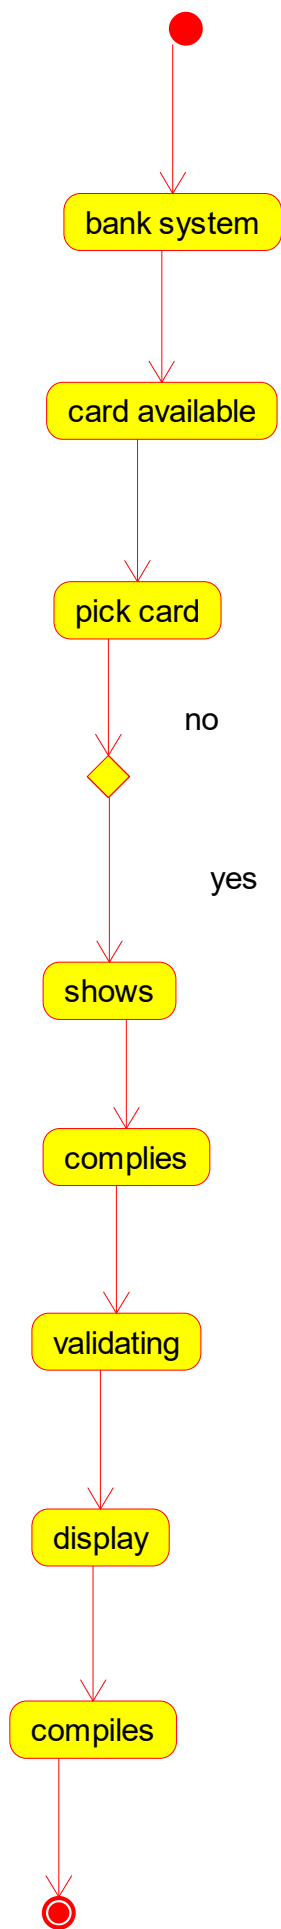 bank system
card available
pick card
no
yes
shows
complies
validating
display
compiles